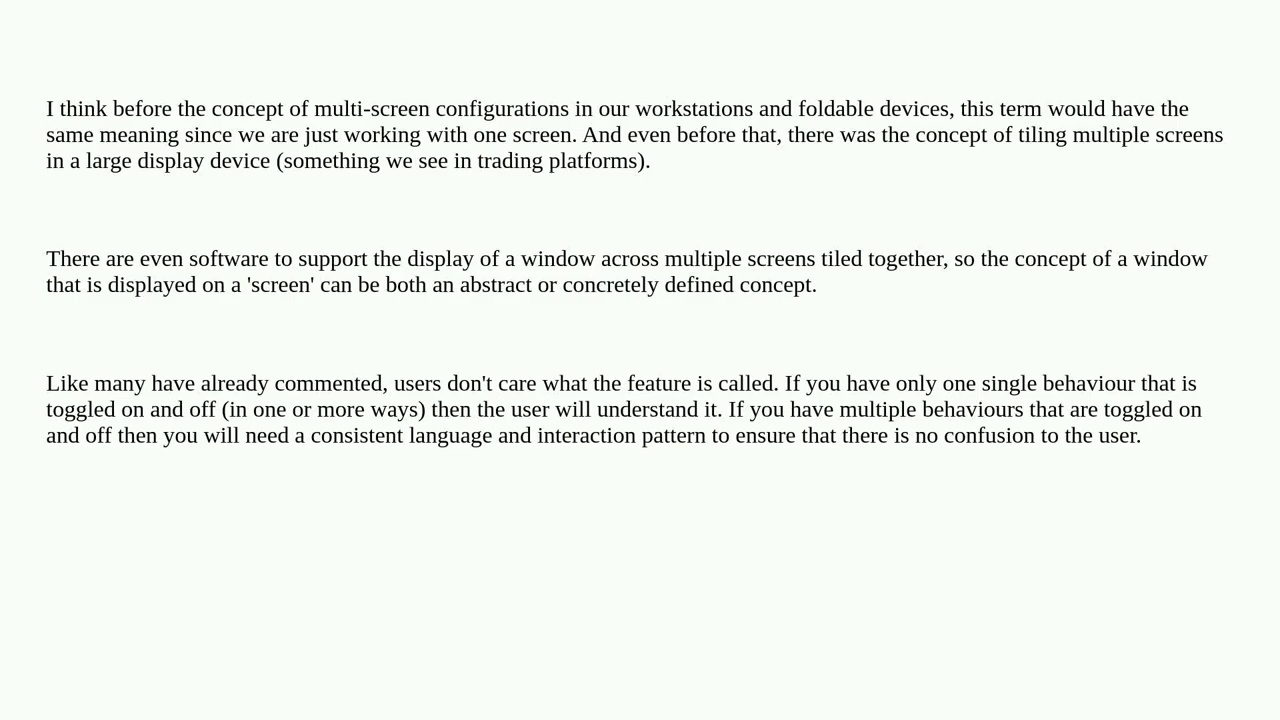 I think before the concept of multi-screen configurations in our workstations and foldable devices, this term would have the
same meaning since we are just working with one screen. And even before that, there was the concept of tiling multiple screens
in a large display device (something we see in trading platforms).
There are even software to support the display of a window across multiple screens tiled together, so the concept of a window
that is displayed on a 'screen' can be both an abstract or concretely defined concept.
Like many have already commented, users don't care what the feature is called. If you have only one single behaviour that is
toggled on and off (in one or more ways) then the user will understand it. If you have multiple behaviours that are toggled on
and off then you will need a consistent language and interaction pattern to ensure that there is no confusion to the user.